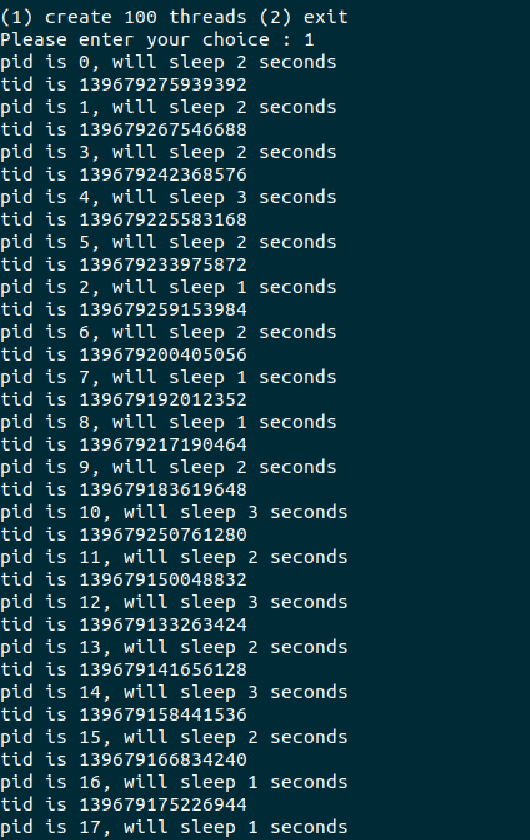 (1) create 100 threads (2) exit
Please enter your choice : 1
pid is 0, will sleep 2 seconds
tid is 139679275939392
pid is 1, will sleep 2 seconds
tid is 139679267546688
pid is 3, will sleep 2 seconds
tid is 139679242368576
pid is 4, will sleep 3 seconds
tid is 139679225583168
pid is 5, will sleep 2 seconds
tid is 139679233975872
pid is 2, will sleep 1 seconds
tid is 139679259153984
pid is 6, will sleep 2 seconds
tid is 139679200405056
pid is 7, will sleep 1 seconds
tid is 139679192012352
pid is 8, will sleep 1 seconds
tid is 139679217190464
pid is 9, will sleep 2 seconds
tid is 139679183619648
pid is 10, will sleep 3 seconds
tid is 139679250761280
pid is 11, will sleep 2 seconds
tid is 139679150048832
pid is 12, will sleep 3 seconds
tid is 139679133263424
pid is 13, will sleep 2 seconds
tid is 139679141656128
pid is 14, will sleep 3 seconds
tid is 139679158441536
pid is 15, will sleep 2 seconds
tid is 139679166834240
pid is 16, will sleep 1 seconds
tid is 139679175226944
pid is 17, will sleep 1 seconds